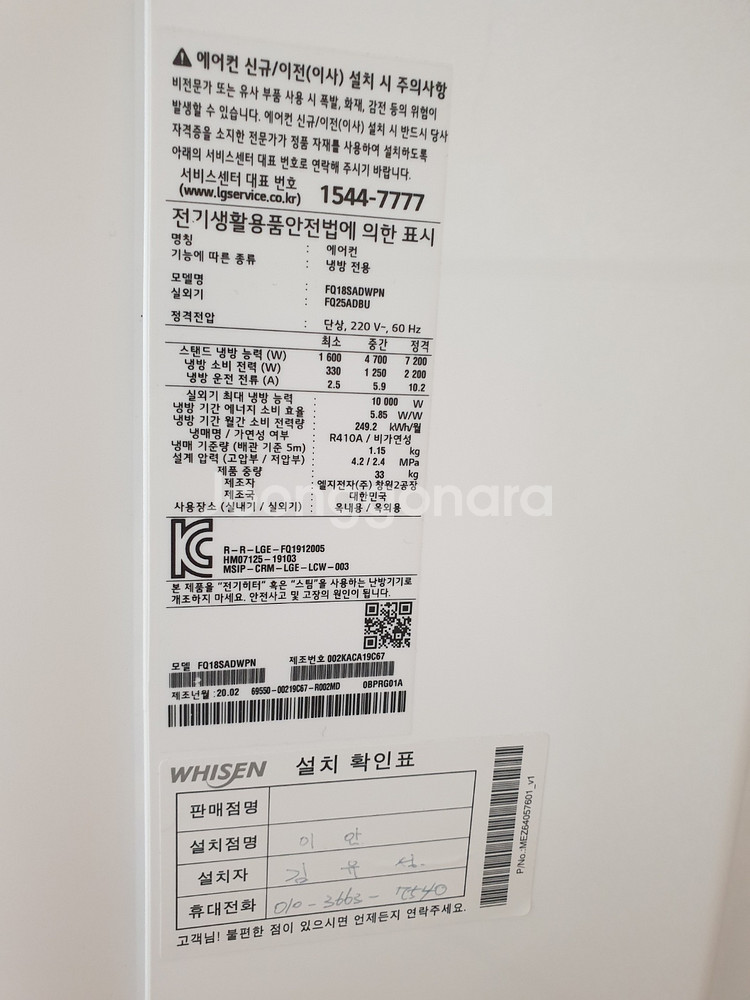 ⚠ 에어컨 신규/이전(이사) 설치 시 주의사항
비전문가 또는 유사 부품 사용 시 폭발, 화재, 감전 등의 위험이
발생할 수 있습니다. 에어컨 신규/이전(이사) 설치 시 반드시 당사
자격증을 소지한 전문가가 정품 자재를 사용하여 설치하도록
아래의 서비스센터 대표 번호로 연락해 주시기 바랍니다.
서비스센터 대표 번호
(www.lgservice.co.kr) 1544-7777
전기생활용품안전법에 의한 표시
명칭 : 에어컨
기능에 따른 종류 : 냉방 전용
모델명 : FQ18SADWPN
실외기 : FQ25ADBU
정격전압 : 단상, 220 V~, 60 Hz
최소 중간 정격
스탠드 냉방 능력 (W) 1 600 4 700 7 200
냉방 소비 전력 (W) 330 1 250 2 200
냉방 운전 전류 (A) 2.5 5.9 10.2
실외기 최대 냉방 능력 : 10 000 W
냉방 기간 에너지 소비 효율 : 5.85 W/W
냉방 기간 월간 소비 전력량 : 249.2 kWh/월
냉매명 / 가연성 여부 : R410A / 비가연성
냉매 기준량 (배관 기준 5m) : 1.15 kg
설계 압력 (고압부 / 저압부) : 4.2 / 2.4 MPa
제품 중량 : 33 kg
제조자 : 엘지전자(주) 창원2공장
제조국 : 대한민국
사용장소 (실내기 / 실외기) : 옥내용 / 옥외용
R-R-LGE-FQ1912005
HM07125-19103
MSIP-CRM-LGE-LCW-003
본 제품을 "전기히터" 혹은 "스팀"을 사용하는 난방기기로
개조하지 마세요. 안전사고 및 고장의 원인이 됩니다.
모델 FQ18SADWPN 제조번호 002KACA19C67
제조년월 : 20.02 69550-00219C67-R002MD 0BPRG01A
WHISEN 설치 확인표
판매점명
설치점명 이안
설치자 김유
휴대전화 010-3663-7540
고객님! 불편한 점이 있으시면 언제든지 연락주세요.
P/No.:MEZ64057601_v1